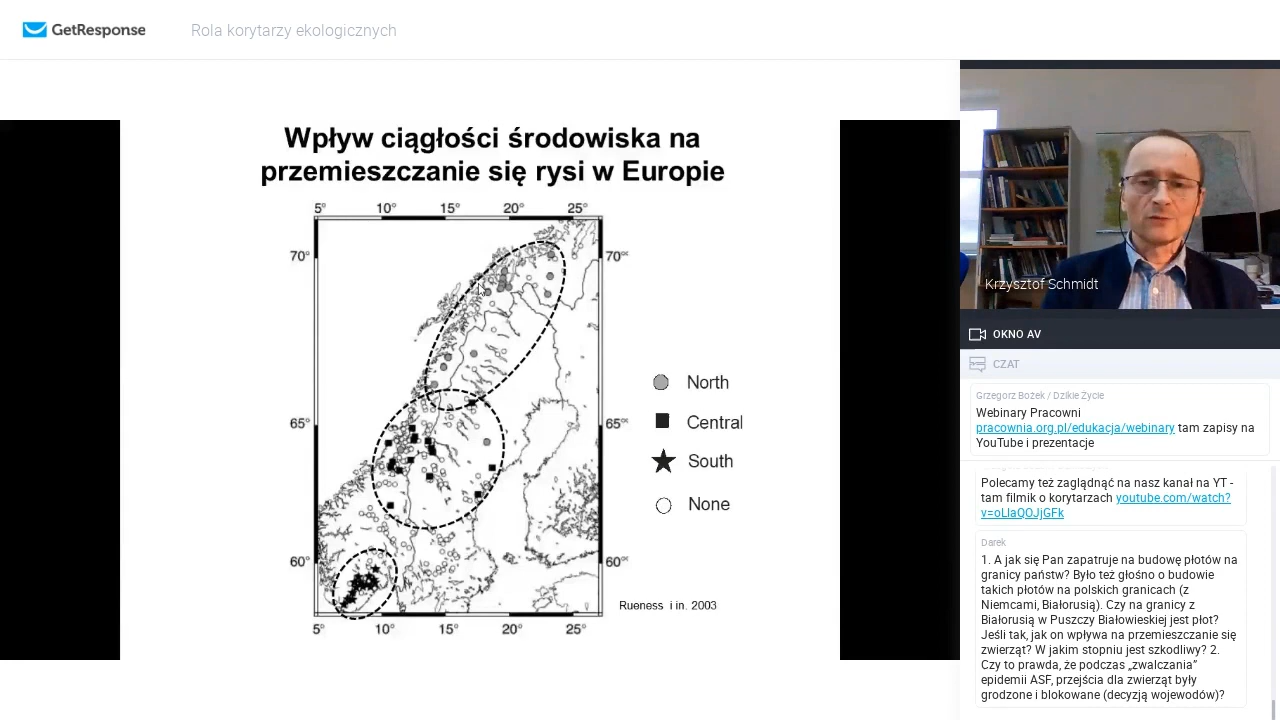 GetResponse
Rola korytarzy ekologicznych
Wpływ ciągłości środowiska na
przemieszczanie się rysi w Europie
5° 10° 15° 20° 25°
70° 70°
65° 65°
60° 60°
5° 10° 15° 20° 25°
North
Central
South
None
Rueness i in. 2003
Krzysztof Schmidt
OKNO AV
CZAT
Grzegorz Bożek / Dzikie Życie
Webinary Pracowni
pracownia.org.pl/edukacja/webinary tam zapisy na
YouTube i prezentacje
Polecamy też zaglądnąć na nasz kanał na YT -
tam filmik o korytarzach youtube.com/watch?
v=oLlaQOJjGFk
Darek
1. A jak się Pan zapatruje na budowę płotów na
granicy państw? Było też głośno o budowie
takich płotów na polskich granicach (z
Niemcami, Białorusią). Czy na granicy z
Białorusią w Puszczy Białowieskiej jest płot?
Jeśli tak, jak on wpływa na przemieszczanie się
zwierząt? W jakim stopniu jest szkodliwy? 2.
Czy to prawda, że podczas „zwalczania”
epidemii ASF, przejścia dla zwierząt były
grodzone i blokowane (decyzją wojewodów)?